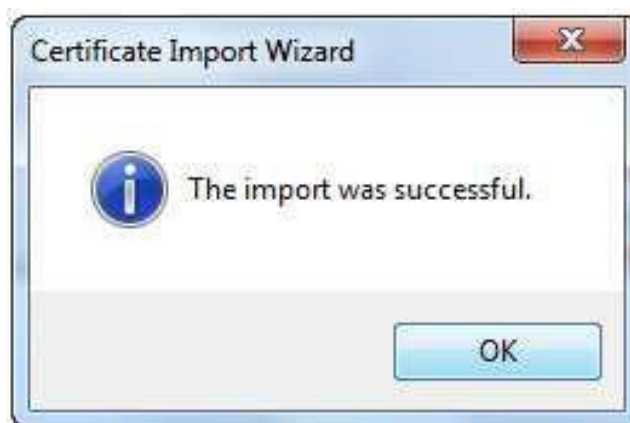 Certificate Import Wizard
The import was successful.
OK